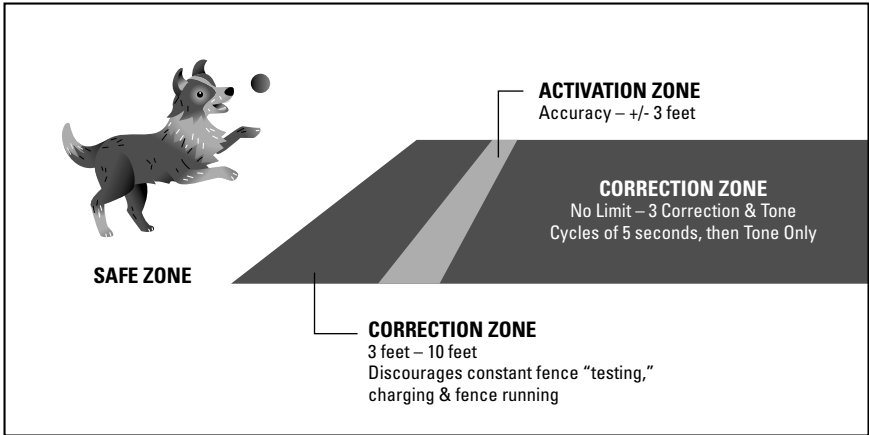 ACTIVATION ZONE
Accuracy – +/- 3 feet
CORRECTION ZONE
No Limit – 3 Correction & Tone
Cycles of 5 seconds, then Tone Only
SAFE ZONE
CORRECTION ZONE
3 feet – 10 feet
Discourages constant fence “testing,”
charging & fence running